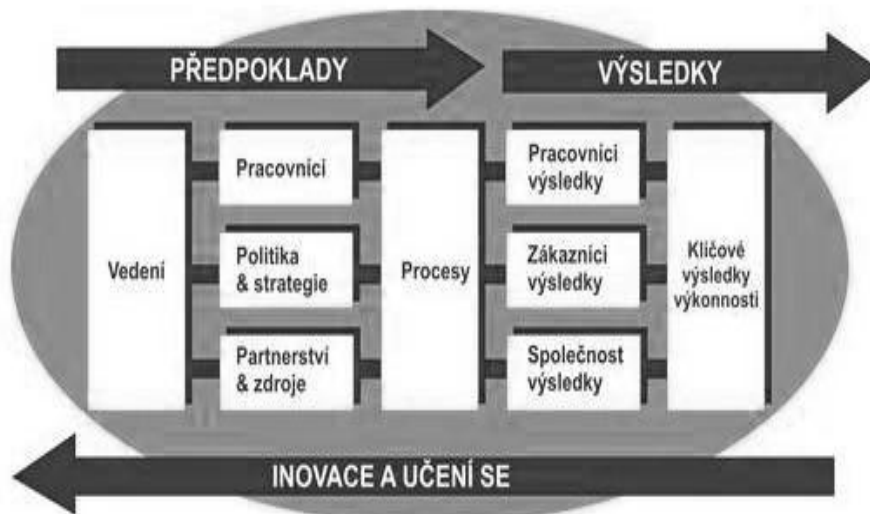 PŘEDPOKLADY
VÝSLEDKY
Vedení
Pracovníci
Politika
& strategie
Partnerství
& zdroje
Procesy
Pracovníci
výsledky
Zákazníci
výsledky
Společnost
výsledky
Klíčové
výsledky
výkonnosti
INOVACE A UČENÍ SE